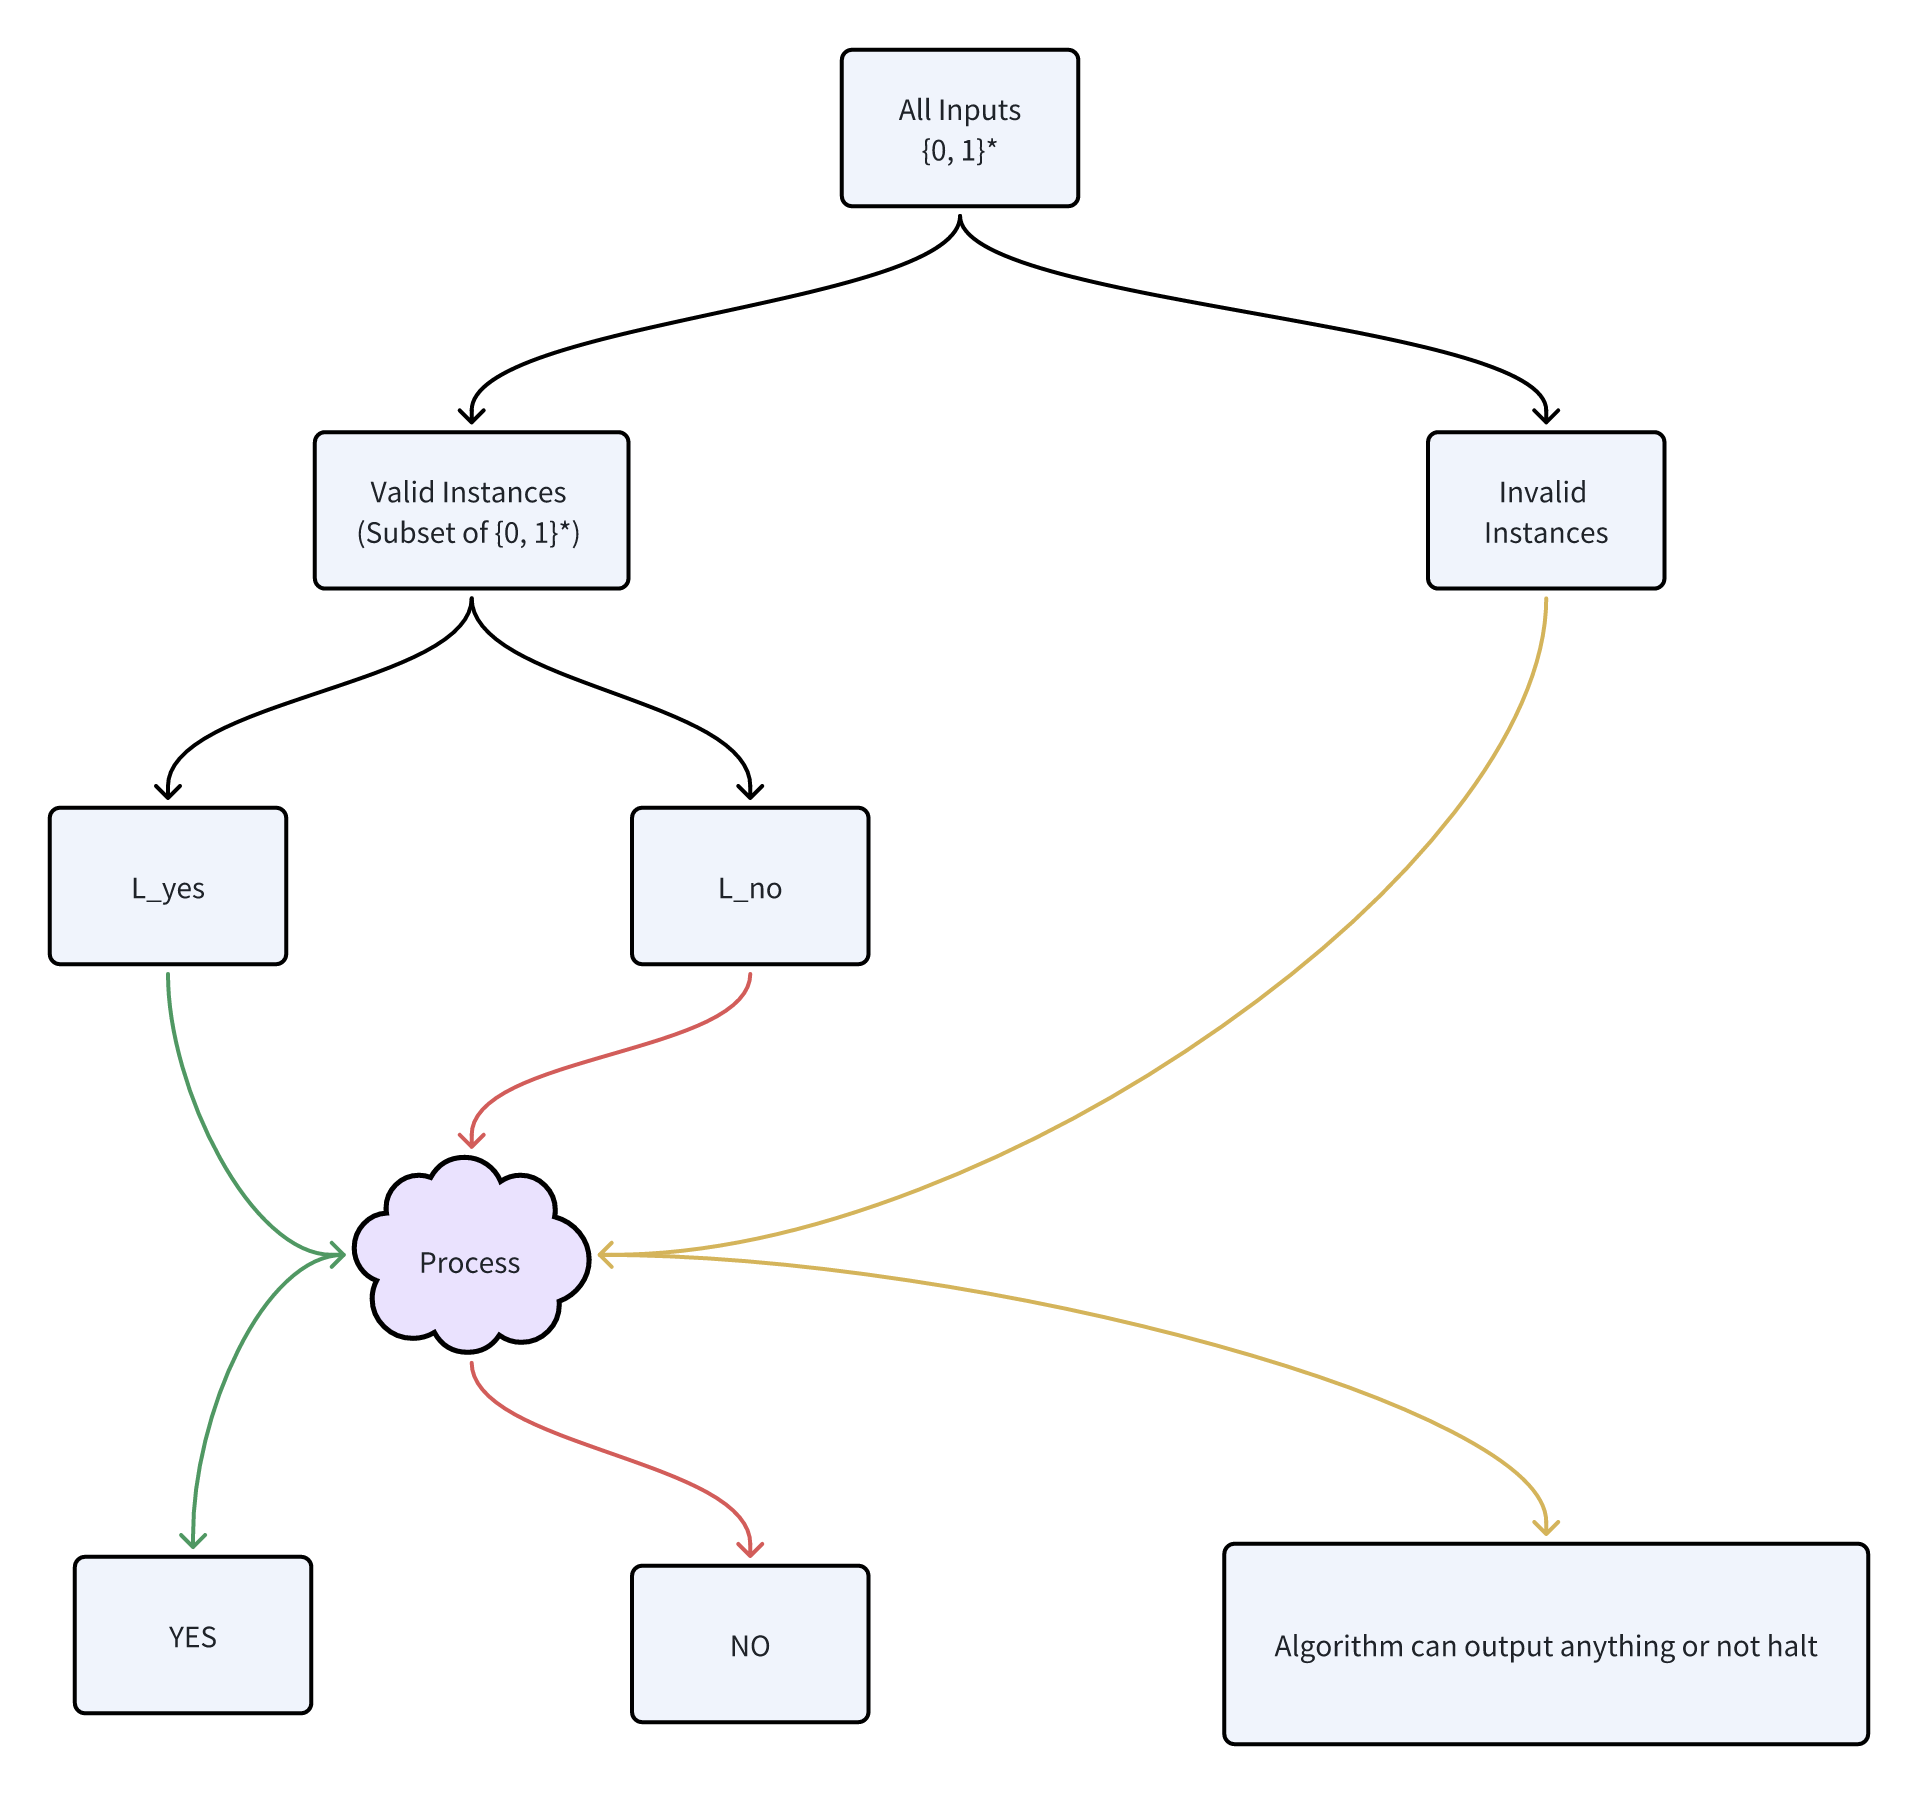 All Inputs
{0, 1}*
Valid Instances
(Subset of {0, 1}*)
Invalid
Instances
L_yes
L_no
Process
YES
NO
Algorithm can output anything or not halt